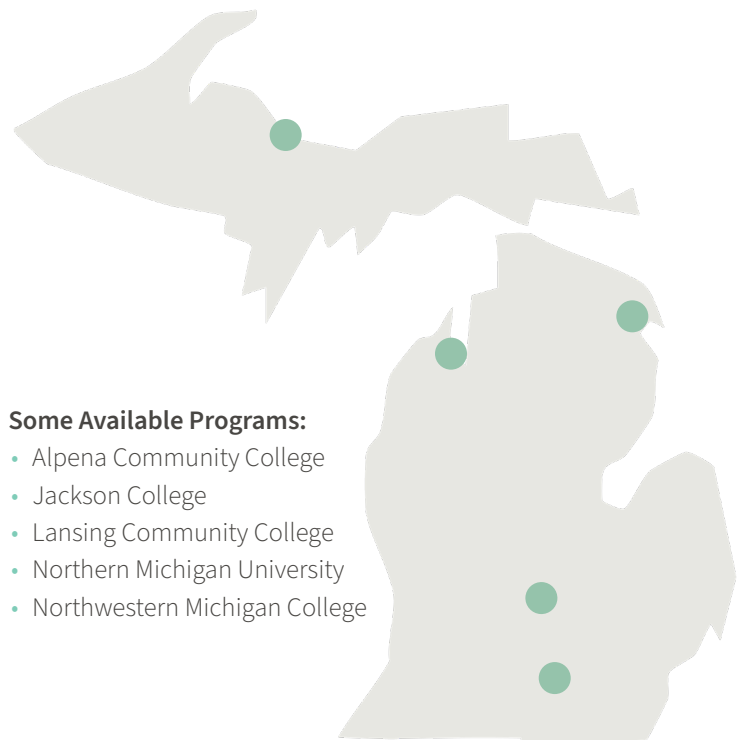 Some Available Programs:
• Alpena Community College
• Jackson College
• Lansing Community College
• Northern Michigan University
• Northwestern Michigan College